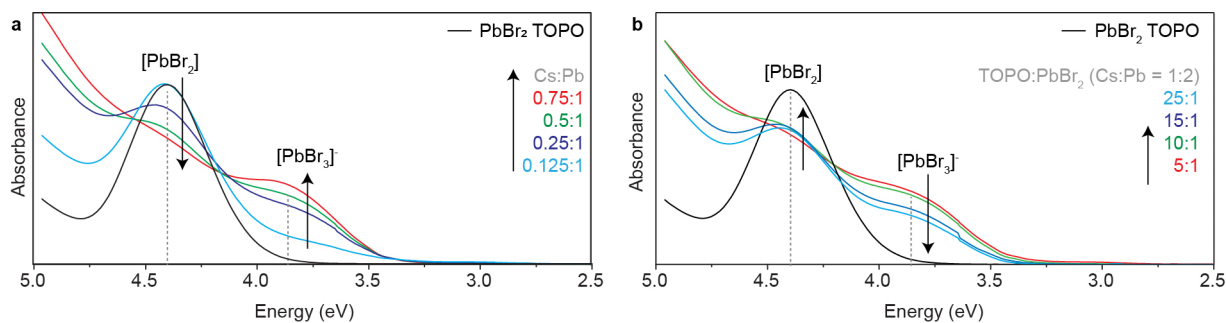 a
— PbBr₂ TOPO
[PbBr₂]
Cs:Pb
0.75:1
0.5:1
0.25:1
0.125:1
[PbBr₃]⁻
Absorbance
5.0 4.5 4.0 3.5 3.0 2.5
Energy (eV)
b
— PbBr₂ TOPO
[PbBr₂]
TOPO:PbBr₂ (Cs:Pb = 1:2)
25:1
15:1
10:1
5:1
[PbBr₃]⁻
Absorbance
5.0 4.5 4.0 3.5 3.0 2.5
Energy (eV)